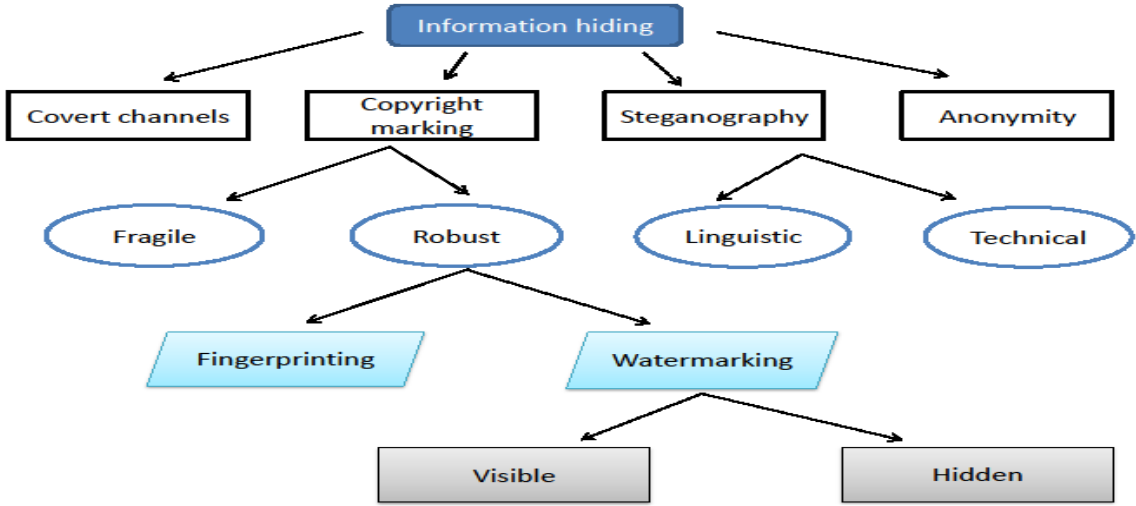 Information hiding
Covert channels
Copyright
marking
Steganography
Anonymity
Fragile
Robust
Linguistic
Technical
Fingerprinting
Watermarking
Visible
Hidden